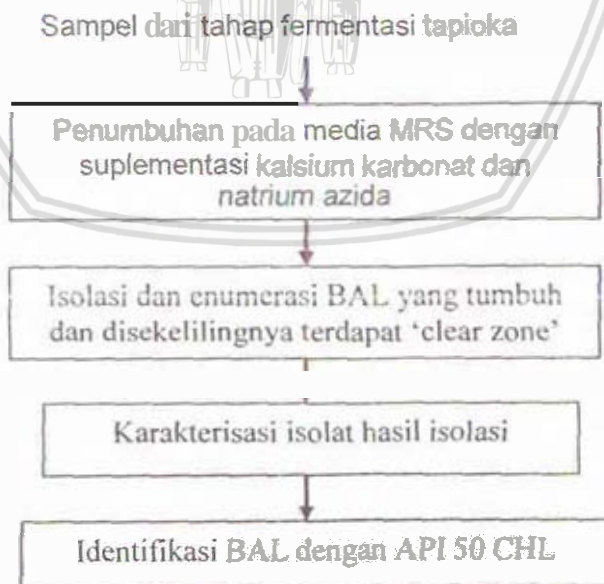 Sampel dari tahap fermentasi tapioka
Penumbuhan pada media MRS dengan
suplementasi kalsium karbonat dan
natrium azida
Isolasi dan enumerasi BAL yang tumbuh
dan disekelilingnya terdapat 'clear zone'
Karakterisasi isolat hasil isolasi
Identifikasi BAL dengan API 50 CHL